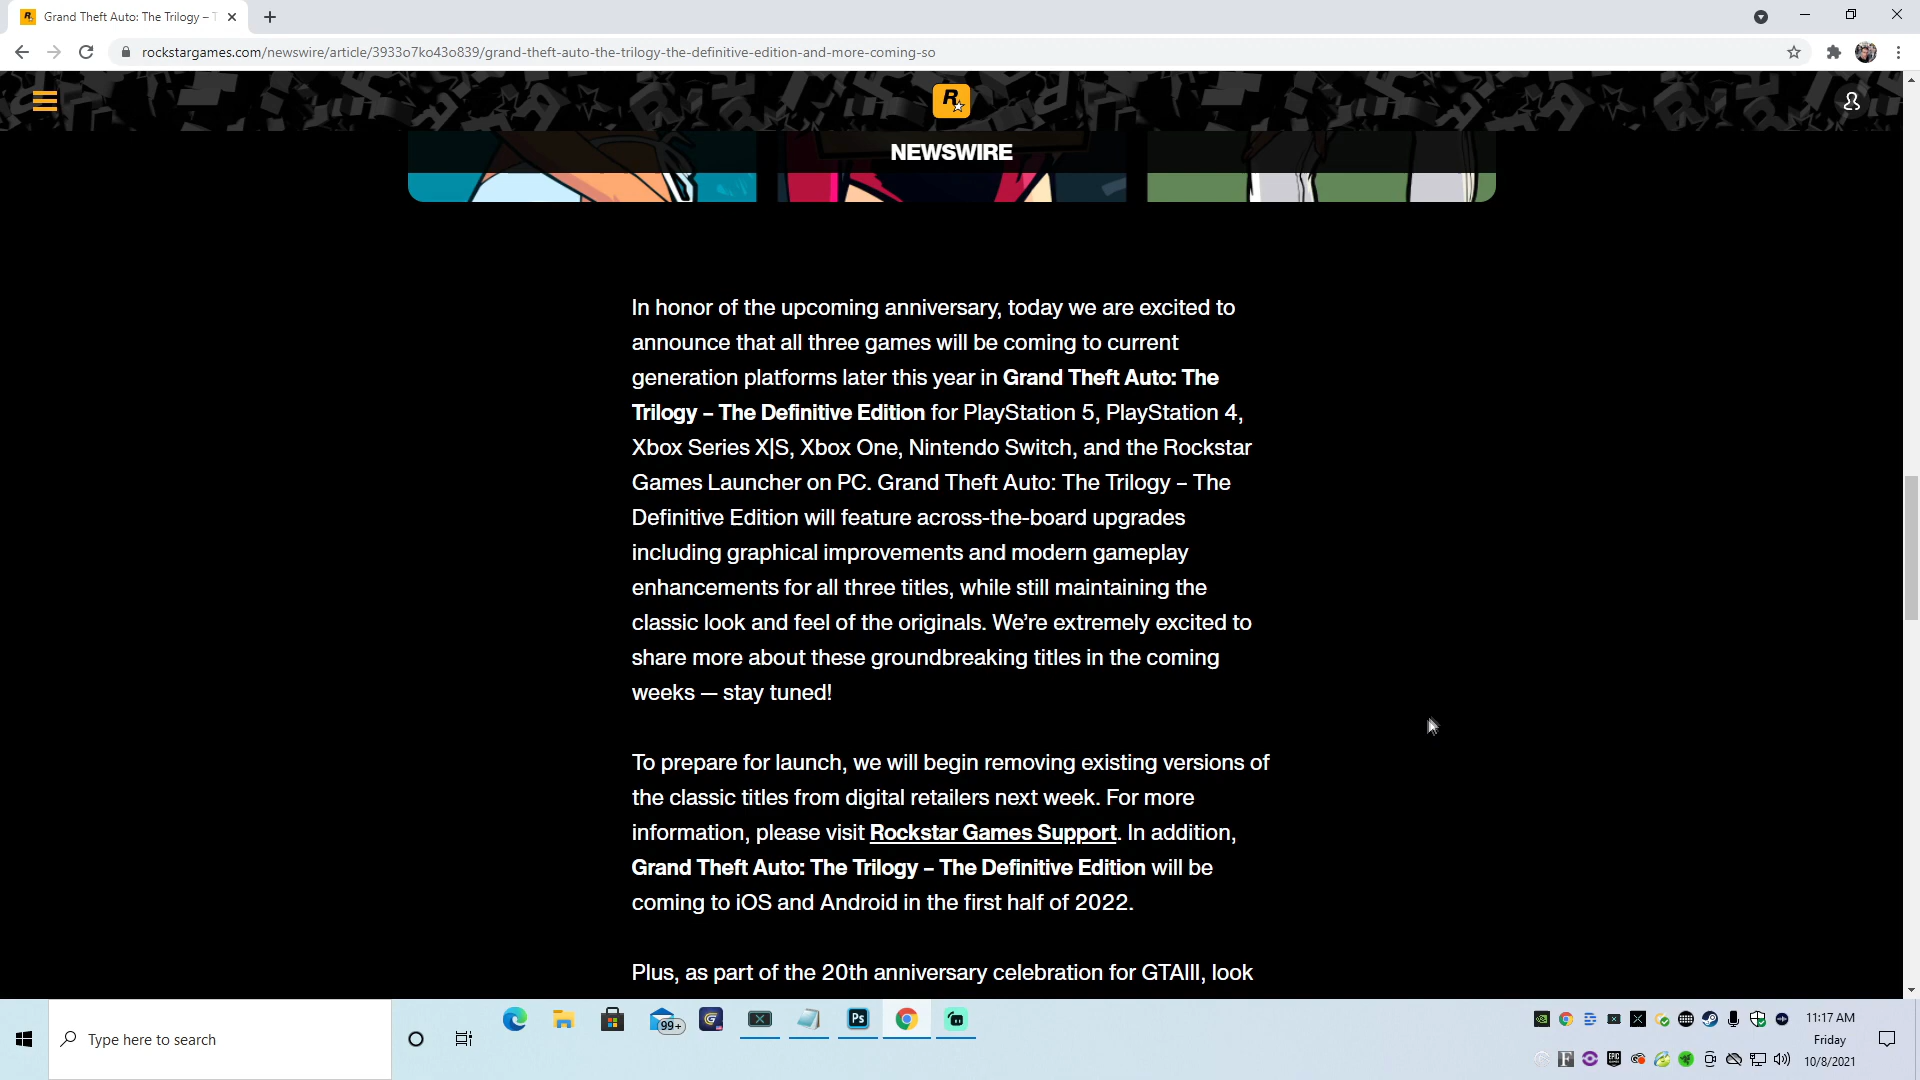 Grand Theft Auto: The Trilogy – T
rockstargames.com/newswire/article/3933o7ko43o839/grand-theft-auto-the-trilogy-the-definitive-edition-and-more-coming-so
R
NEWSWIRE
In honor of the upcoming anniversary, today we are excited to
announce that all three games will be coming to current
generation platforms later this year in Grand Theft Auto: The
Trilogy – The Definitive Edition for PlayStation 5, PlayStation 4,
Xbox Series X|S, Xbox One, Nintendo Switch, and the Rockstar
Games Launcher on PC. Grand Theft Auto: The Trilogy – The
Definitive Edition will feature across-the-board upgrades
including graphical improvements and modern gameplay
enhancements for all three titles, while still maintaining the
classic look and feel of the originals. We’re extremely excited to
share more about these groundbreaking titles in the coming
weeks — stay tuned!
To prepare for launch, we will begin removing existing versions of
the classic titles from digital retailers next week. For more
information, please visit Rockstar Games Support. In addition,
Grand Theft Auto: The Trilogy – The Definitive Edition will be
coming to iOS and Android in the first half of 2022.
Plus, as part of the 20th anniversary celebration for GTAIII, look
Type here to search
99+
Ps
11:17 AM
Friday
10/8/2021